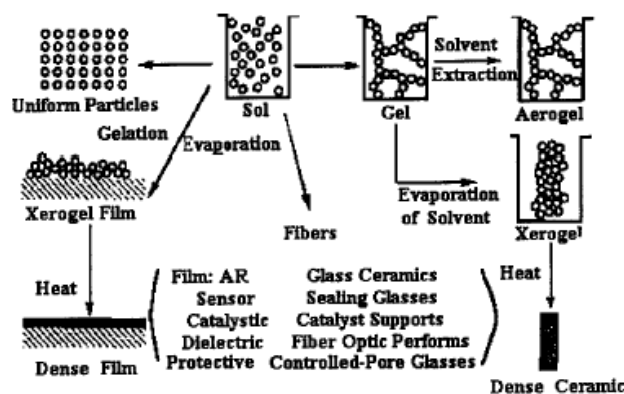 Solvent
Extraction
Uniform Particles
Sol
Gel
Aerogel
Gelation
Evaporation
Xerogel Film
Evaporation
of Solvent
Xerogel
Fibers
Heat
Film: AR Glass Ceramics
Sensor Sealing Glasses
Catalytic Catalyst Supports
Dielectric Fiber Optic Performs
Protective Controlled-Pore Glasses
Heat
Dense Film
Dense Ceramic